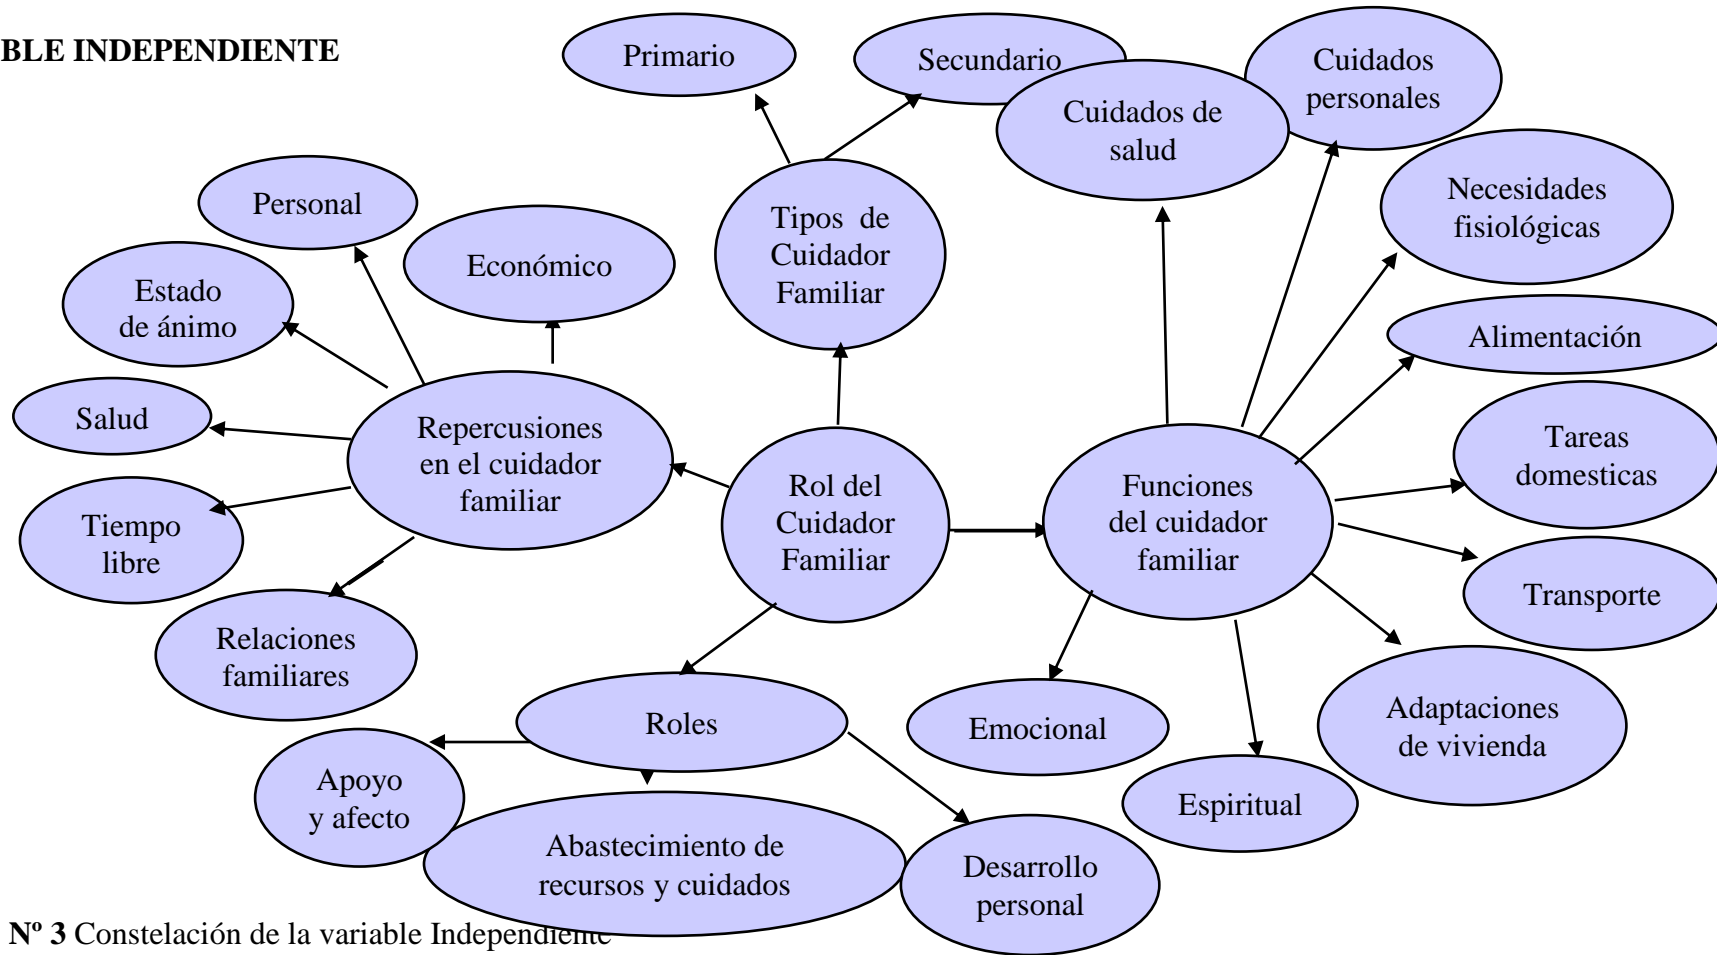 BLE INDEPENDIENTE
Primario
Secundario
Cuidados
personales
Cuidados de
salud
Necesidades
fisiológicas
Personal
Tipos de
Cuidador
Familiar
Económico
Estado
de ánimo
Alimentación
Salud
Repercusiones
en el cuidador
familiar
Rol del
Cuidador
Familiar
Funciones
del cuidador
familiar
Tareas
domesticas
Tiempo
libre
Transporte
Relaciones
familiares
Roles
Emocional
Adaptaciones
de vivienda
Apoyo
y afecto
Espiritual
Abastecimiento de
recursos y cuidados
Desarrollo
personal
Nº 3 Constelación de la variable Independiente